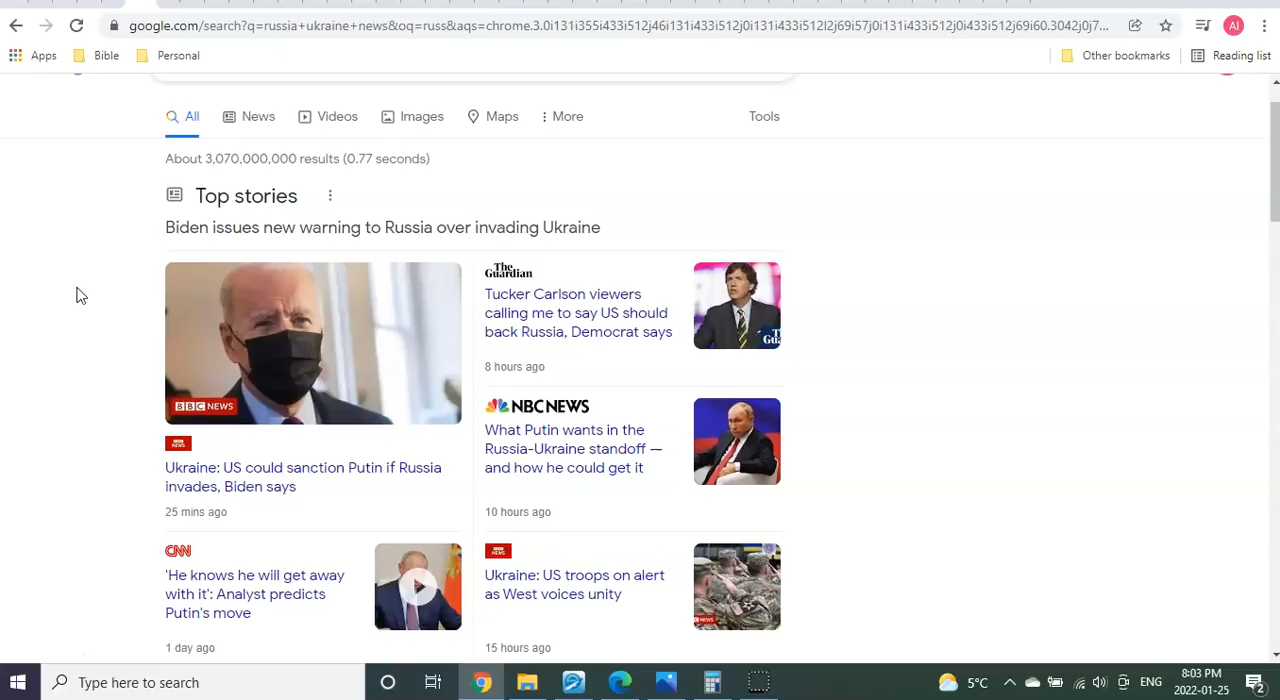 google.com/search?q=russia+ukraine+news&oq=russ&aqs=chrome.3.0i131i355i433i512j46i131i433i512j0i131i433i512l2j69i57j0i131i433i512j0i433i512j69i60.3042j0j7...
AI
Apps
Bible
Personal
Other bookmarks
Reading list
All
News
Videos
Images
Maps
More
Tools
About 3,070,000,000 results (0.77 seconds)
Top stories
Biden issues new warning to Russia over invading Ukraine
BBC NEWS
BBC NEWS
Ukraine: US could sanction Putin if Russia
invades, Biden says
25 mins ago
The Guardian
Tucker Carlson viewers
calling me to say US should
back Russia, Democrat says
8 hours ago
NBC NEWS
What Putin wants in the
Russia-Ukraine standoff —
and how he could get it
10 hours ago
CNN
'He knows he will get away
with it': Analyst predicts
Putin's move
1 day ago
BBC NEWS
Ukraine: US troops on alert
as West voices unity
15 hours ago
Type here to search
5°C
ENG
8:03 PM
2022-01-25
2